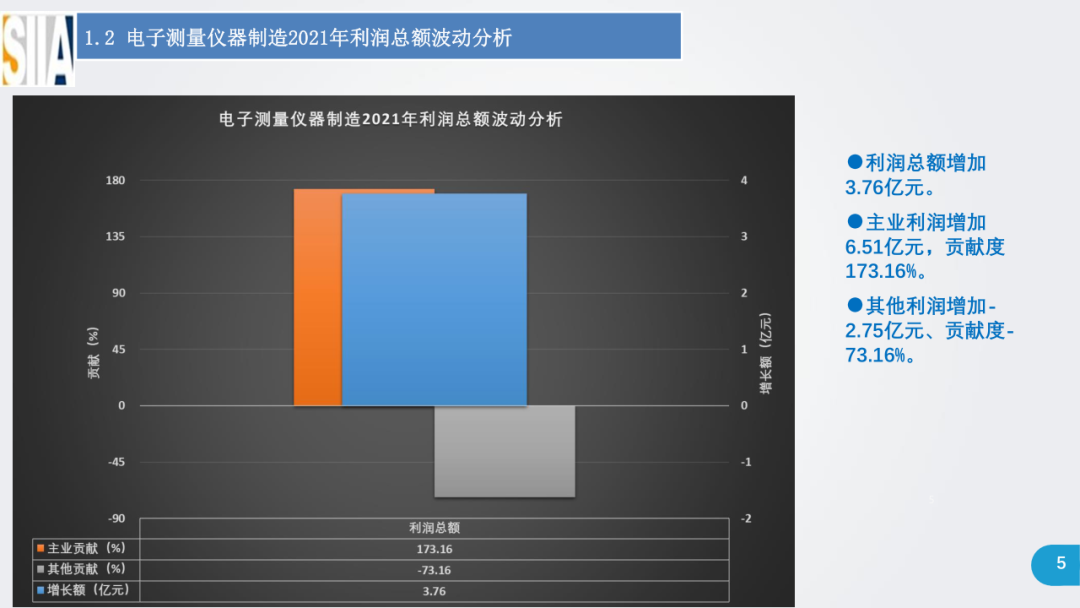 SIIA
1.2 电子测量仪器制造2021年利润总额波动分析
电子测量仪器制造2021年利润总额波动分析
180
135
90
45
0
-45
-90
贡献（%）
4
3
2
1
0
-1
-2
增长额（亿元）
利润总额
主业贡献（%） 173.16
其他贡献（%） -73.16
增长额（亿元） 3.76
●利润总额增加
3.76亿元。
●主业利润增加
6.51亿元，贡献度
173.16%。
●其他利润增加-
2.75亿元、贡献度-
73.16%。
5